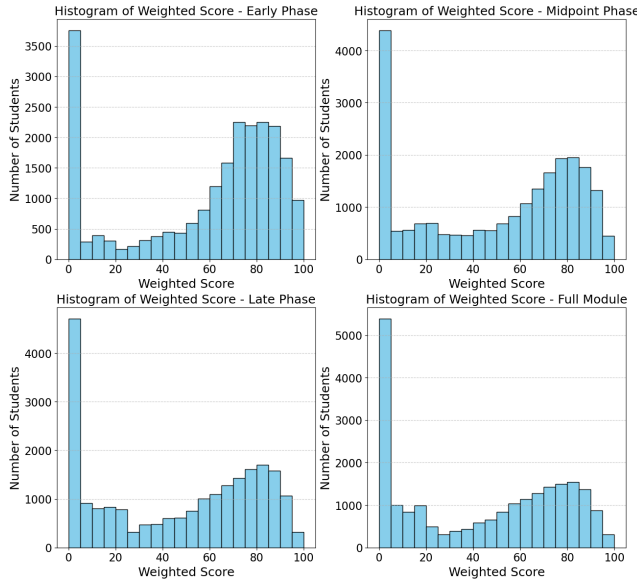 Histogram of Weighted Score - Early Phase
Number of Students
3500
3000
2500
2000
1500
1000
500
0
0 20 40 60 80 100
Weighted Score
Histogram of Weighted Score - Midpoint Phase
Number of Students
4000
3000
2000
1000
0
0 20 40 60 80 100
Weighted Score
Histogram of Weighted Score - Late Phase
Number of Students
4000
3000
2000
1000
0
0 20 40 60 80 100
Weighted Score
Histogram of Weighted Score - Full Module
Number of Students
5000
4000
3000
2000
1000
0
0 20 40 60 80 100
Weighted Score